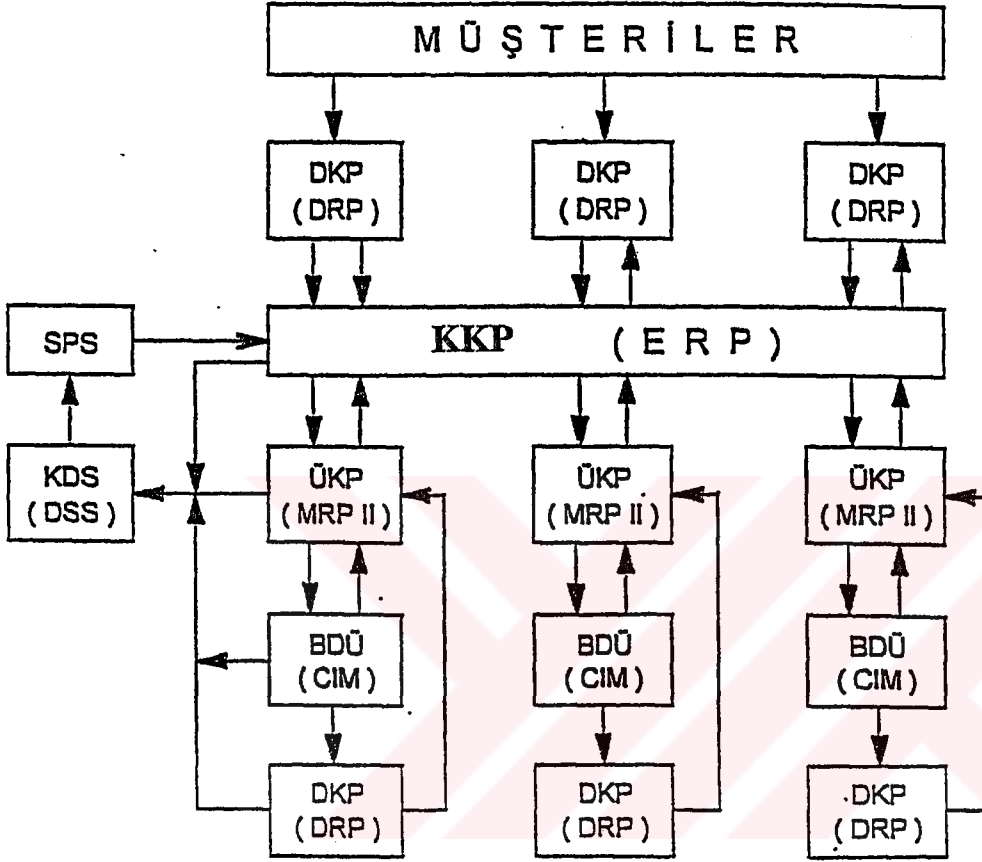 MÜŞTERİLER
DKP
(DRP)
DKP
(DRP)
DKP
(DRP)
SPS
KKP (ERP)
KDS
(DSS)
ÜKP
(MRP II)
ÜKP
(MRP II)
ÜKP
(MRP II)
BDÜ
(CIM)
BDÜ
(CIM)
BDÜ
(CIM)
DKP
(DRP)
DKP
(DRP)
DKP
(DRP)